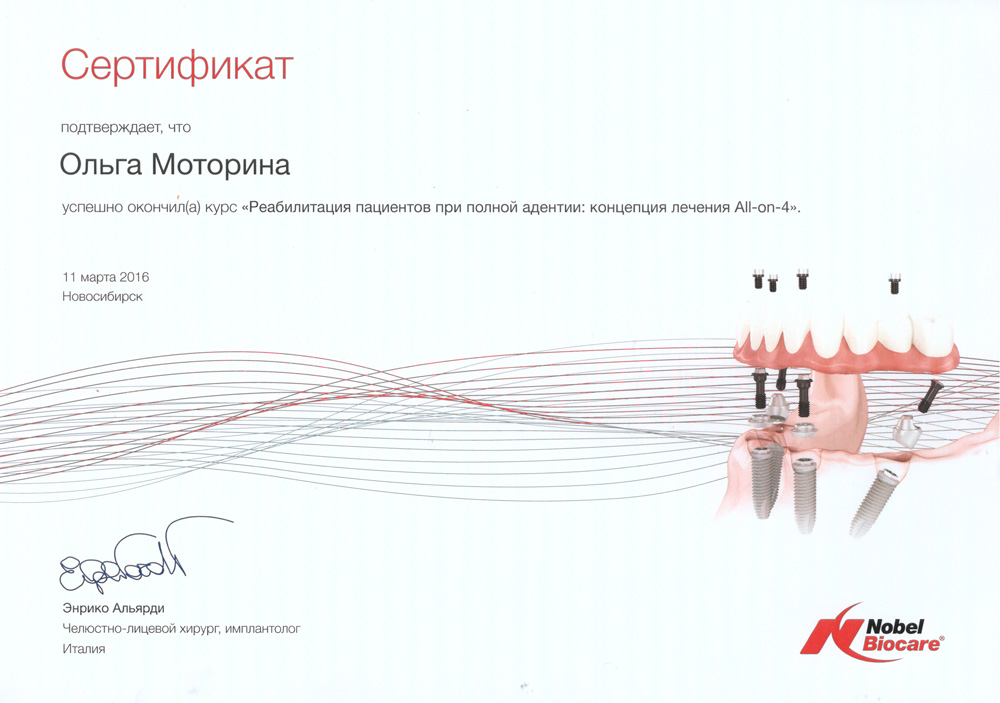 Сертификат
подтверждает, что
Ольга Моторина
успешно окончил(а) курс «Реабилитация пациентов при полной адентии: концепция лечения All-on-4».
11 марта 2016
Новосибирск
Энрико Альярди
Челюстно-лицевой хирург, имплантолог
Италия
Nobel
Biocare®